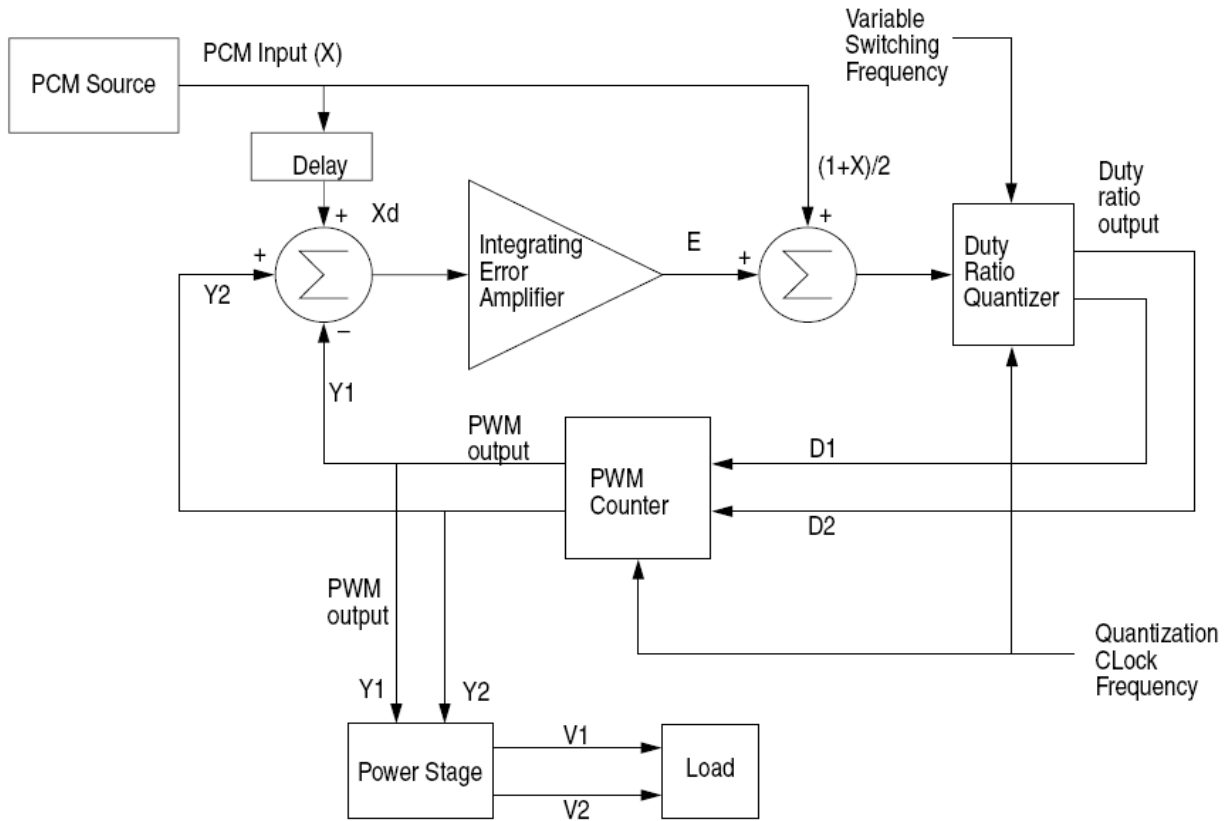 Variable
Switching
Frequency
PCM Source
PCM Input (X)
Delay
(1+X)/2
Duty
ratio
output
+
Xd
+
Y2
−
Integrating
Error
Amplifier
E
+
+
Duty
Ratio
Quantizer
Y1
PWM
output
PWM
Counter
D1
D2
PWM
output
Quantization
CLock
Frequency
Y1
Y2
Power Stage
V1
V2
Load